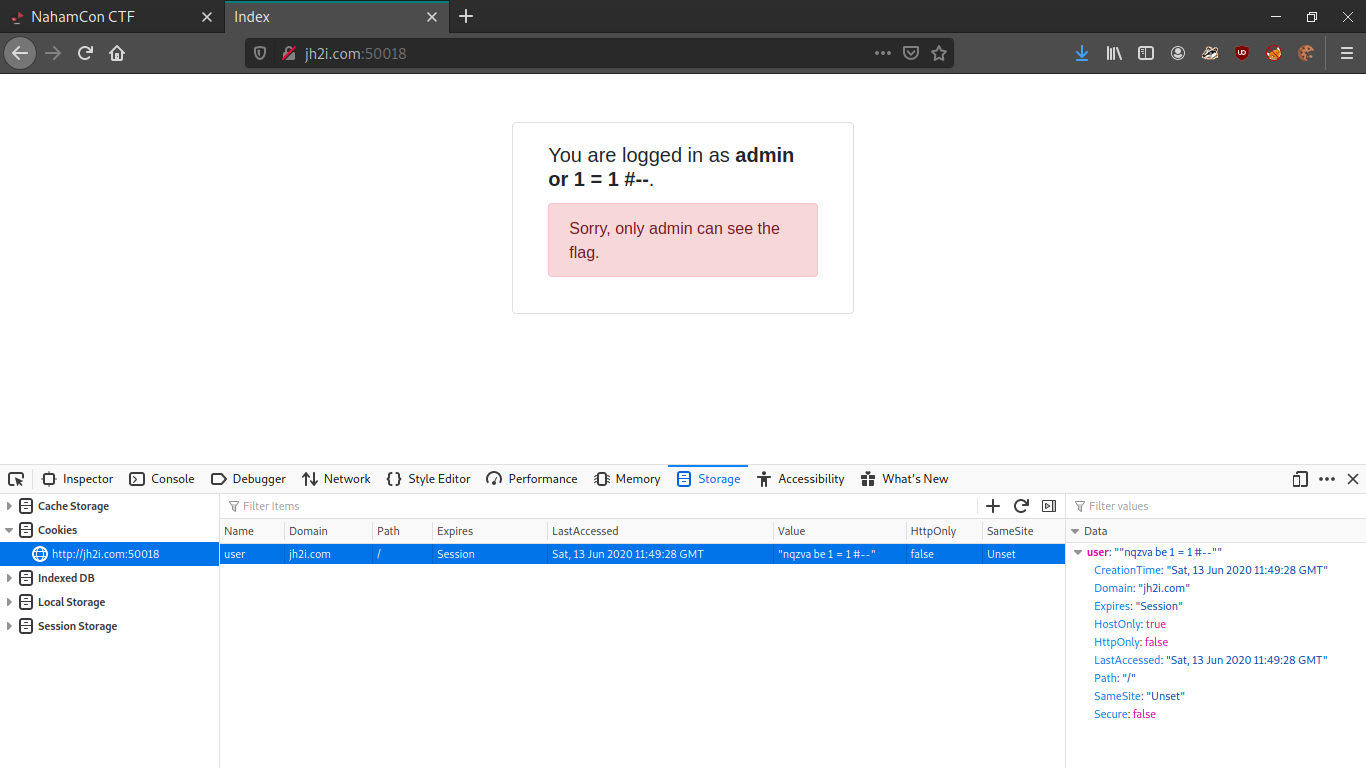 NahamCon CTF
Index
jh2i.com:50018
You are logged in as admin
or 1 = 1 #--.
Sorry, only admin can see the
flag.
Inspector Console Debugger Network Style Editor Performance Memory Storage Accessibility What's New
Cache Storage
Cookies
http://jh2i.com:50018
Indexed DB
Local Storage
Session Storage
Filter Items
Name Domain Path Expires LastAccessed Value HttpOnly SameSite
user jh2i.com / Session Sat, 13 Jun 2020 11:49:28 GMT "nqzva be 1 = 1 #--" false Unset
Filter values
Data
user: ""nqzva be 1 = 1 #--""
CreationTime: "Sat, 13 Jun 2020 11:49:28 GMT"
Domain: "jh2i.com"
Expires: "Session"
HostOnly: true
HttpOnly: false
LastAccessed: "Sat, 13 Jun 2020 11:49:28 GMT"
Path: "/"
SameSite: "Unset"
Secure: false